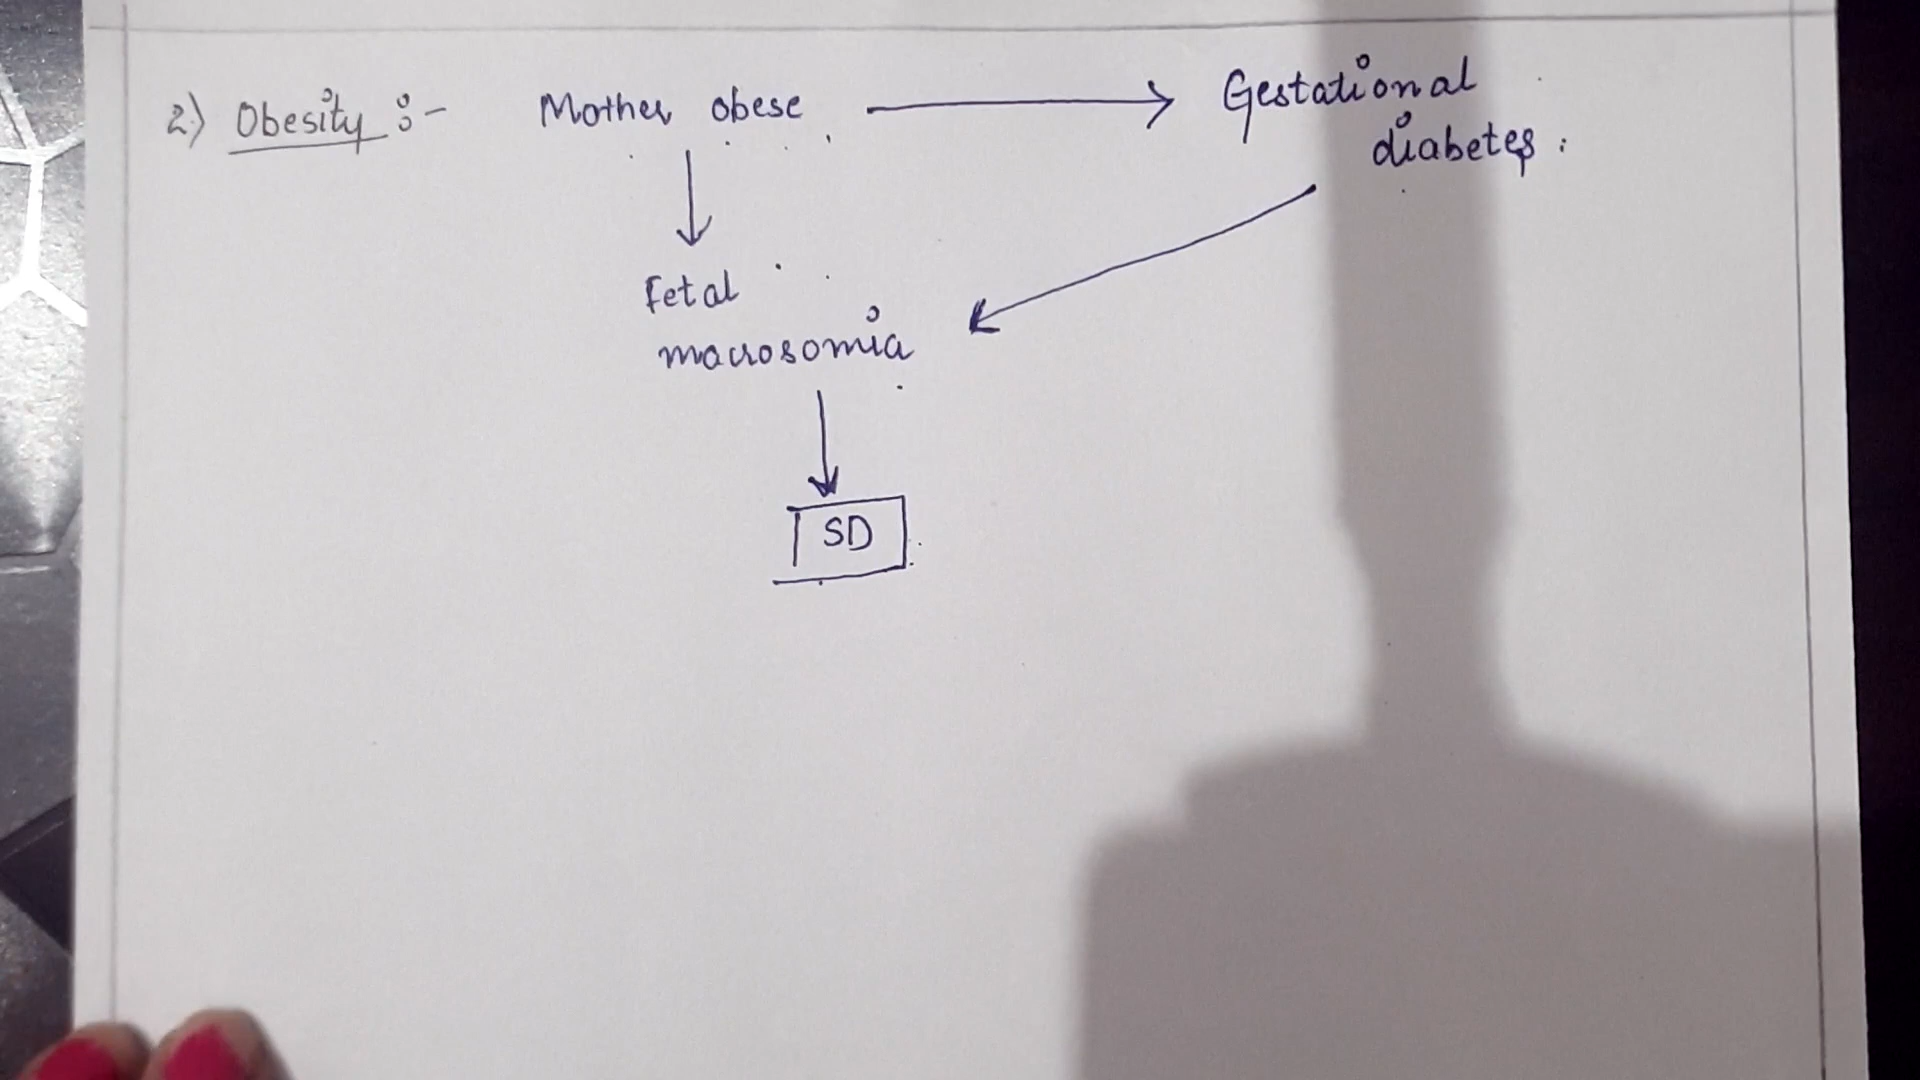 2.) Obesity :- Mother obese → Gestational
diabetes.
Fetal
macrosomia
SD